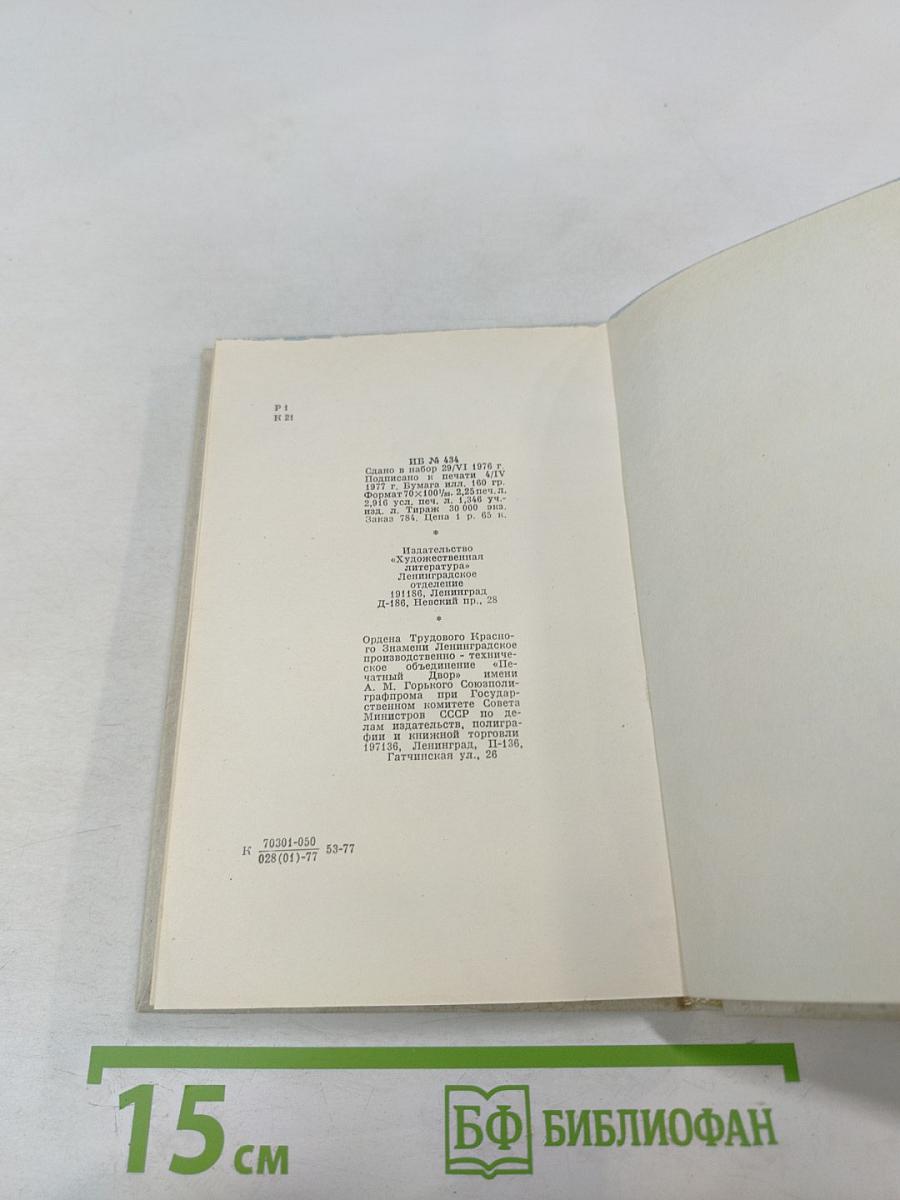 Р 1
К 21
ИБ № 434
Сдано в набор 29/VI 1976 г.
Подписано к печати 4/IV
1977 г. Бумага илл. 160 гр.
Формат 70×100¹/₃₂. 2,25 печ. л.
2,916 усл. печ. л. 1,346 уч.-
изд. л. Тираж 30 000 экз.
Заказ 784. Цена 1 р. 65 к.
*
Издательство
«Художественная
литература»
Ленинградское
отделение
191186, Ленинград
Д-186, Невский пр., 28
*
Ордена Трудового Красно-
го Знамени Ленинградское
производственно - техниче-
ское объединение «Пе-
чатный Двор» имени
А. М. Горького Союзполи-
графпрома при Государ-
ственном комитете Совета
Министров СССР по де-
лам издательств, полигра-
фии и книжной торговли
197136, Ленинград, П-136,
Гатчинская ул., 26
К 70301-050 53-77
028(01)-77
15 см
БФ БИБЛИОФАН